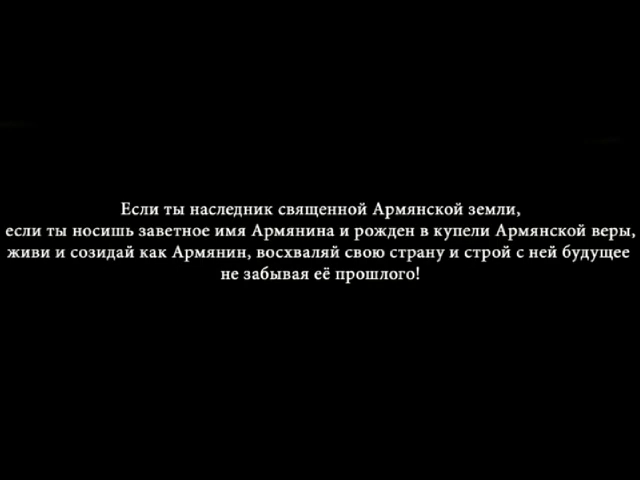 Если ты наследник священной Армянской земли,
если ты носишь заветное имя Армянина и рожден в купели Армянской веры,
живи и созидай как Армянин, восхваляй свою страну и строй с ней будущее
не забывая её прошлого!